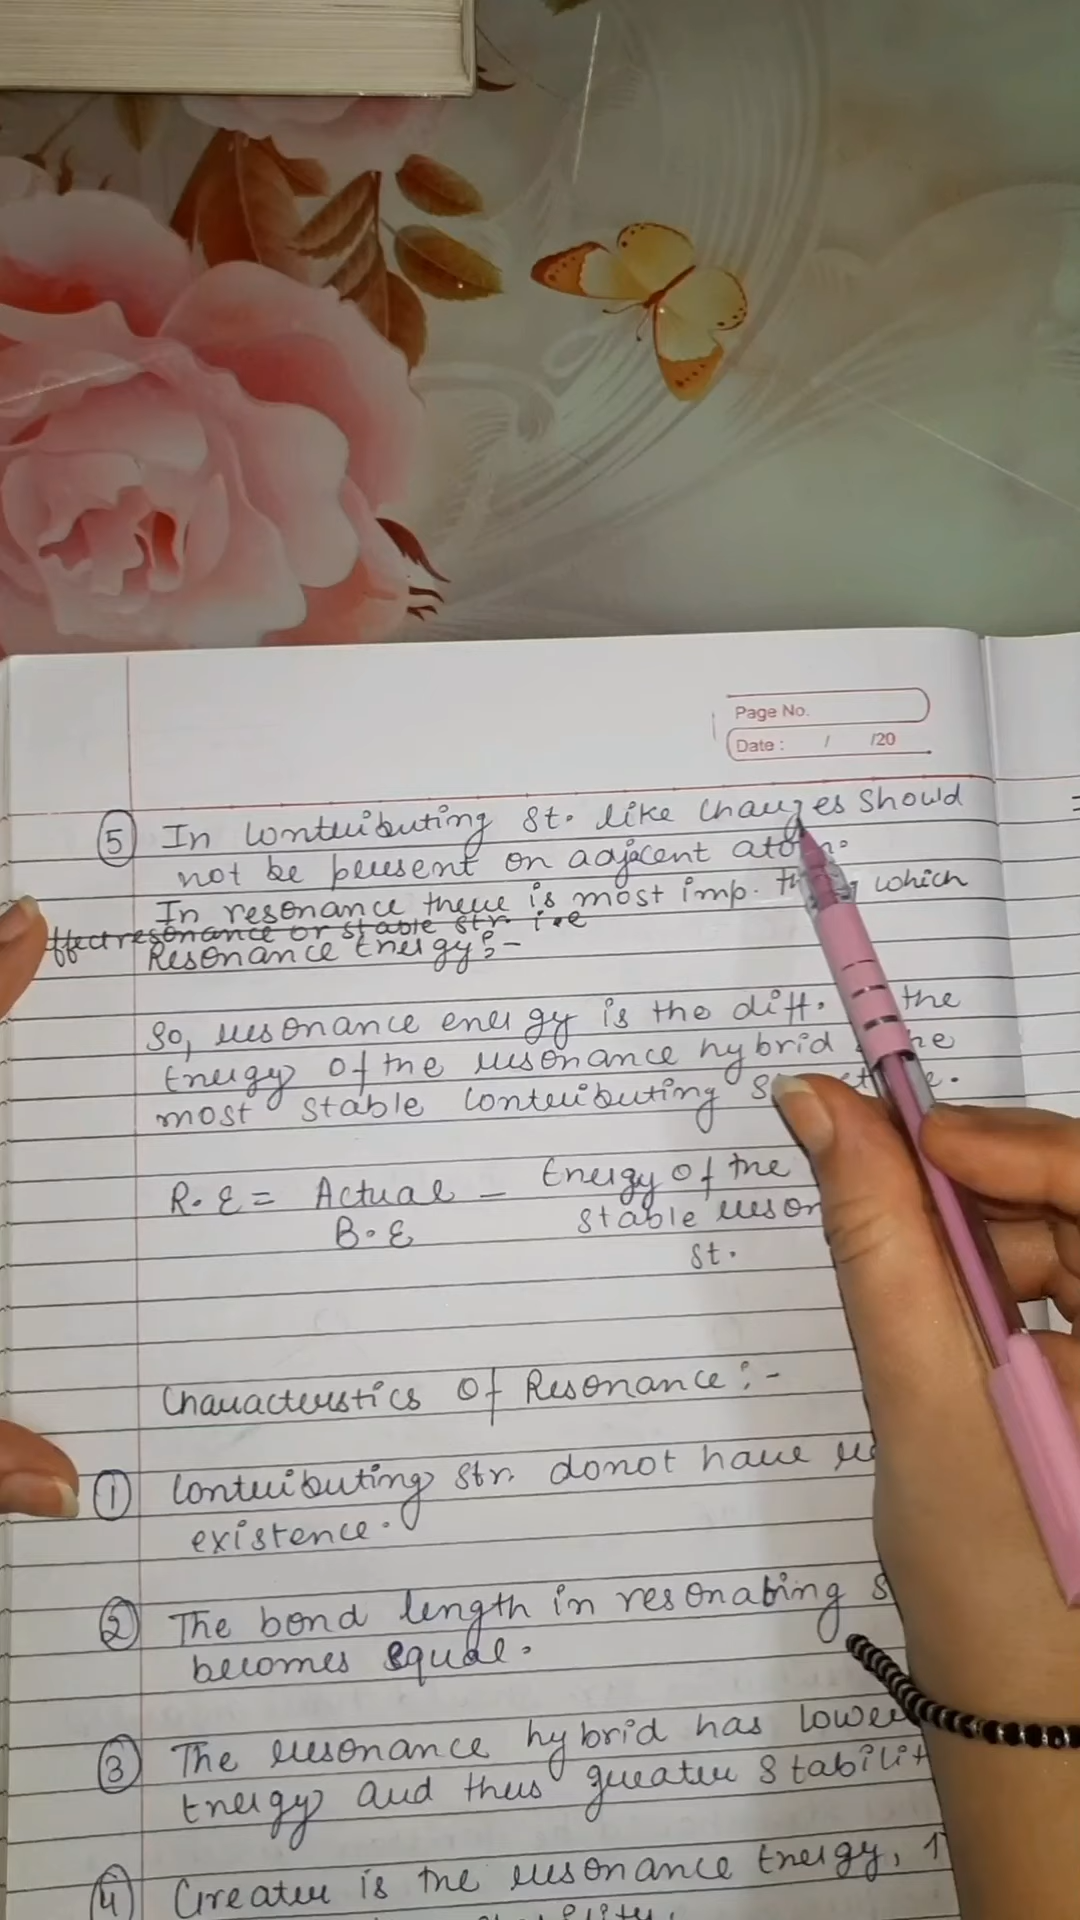 Page No.
Date : / /20
5 In Contributing St. like Charges Should
not be present on adjacent atom.
In resonance there is most imp. which
effect resonance or stable str. i.e
Resonance Energy :-
So, resonance energy is the diff. the
Energy of the resonance hybrid
most stable Contributing
R.E = Actual - Energy of the
B.E stable
St.
Characterstics Of Resonance :-
1 Contributing str. donot have
existence.
2 The bond length in resonating
becomes equal.
3 The resonance hybrid has
Energy and thus greater
4 Greater is the resonance Energy,